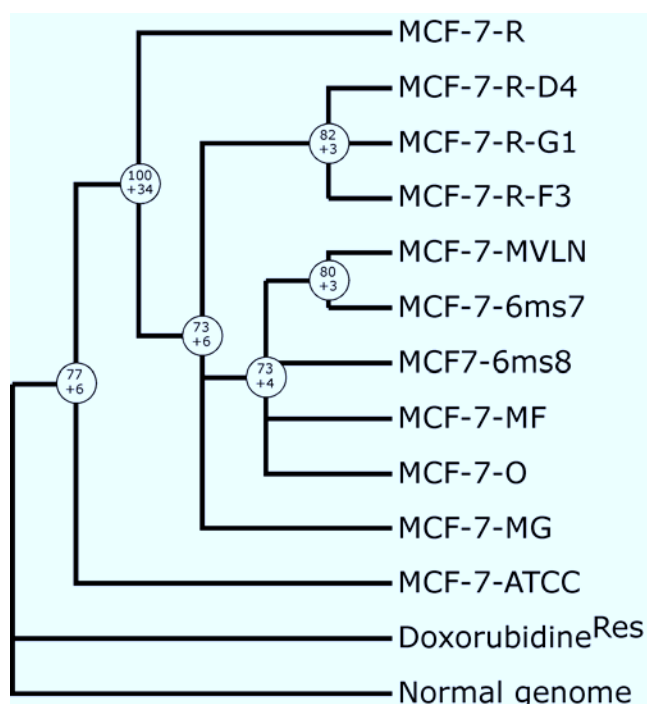 MCF-7-R
MCF-7-R-D4
82
+3
MCF-7-R-G1
100
+34
MCF-7-R-F3
MCF-7-MVLN
80
+3
MCF-7-6ms7
73
+6
MCF7-6ms8
77
+6
73
+4
MCF-7-MF
MCF-7-O
MCF-7-MG
MCF-7-ATCC
Doxorubidine^Res
Normal genome